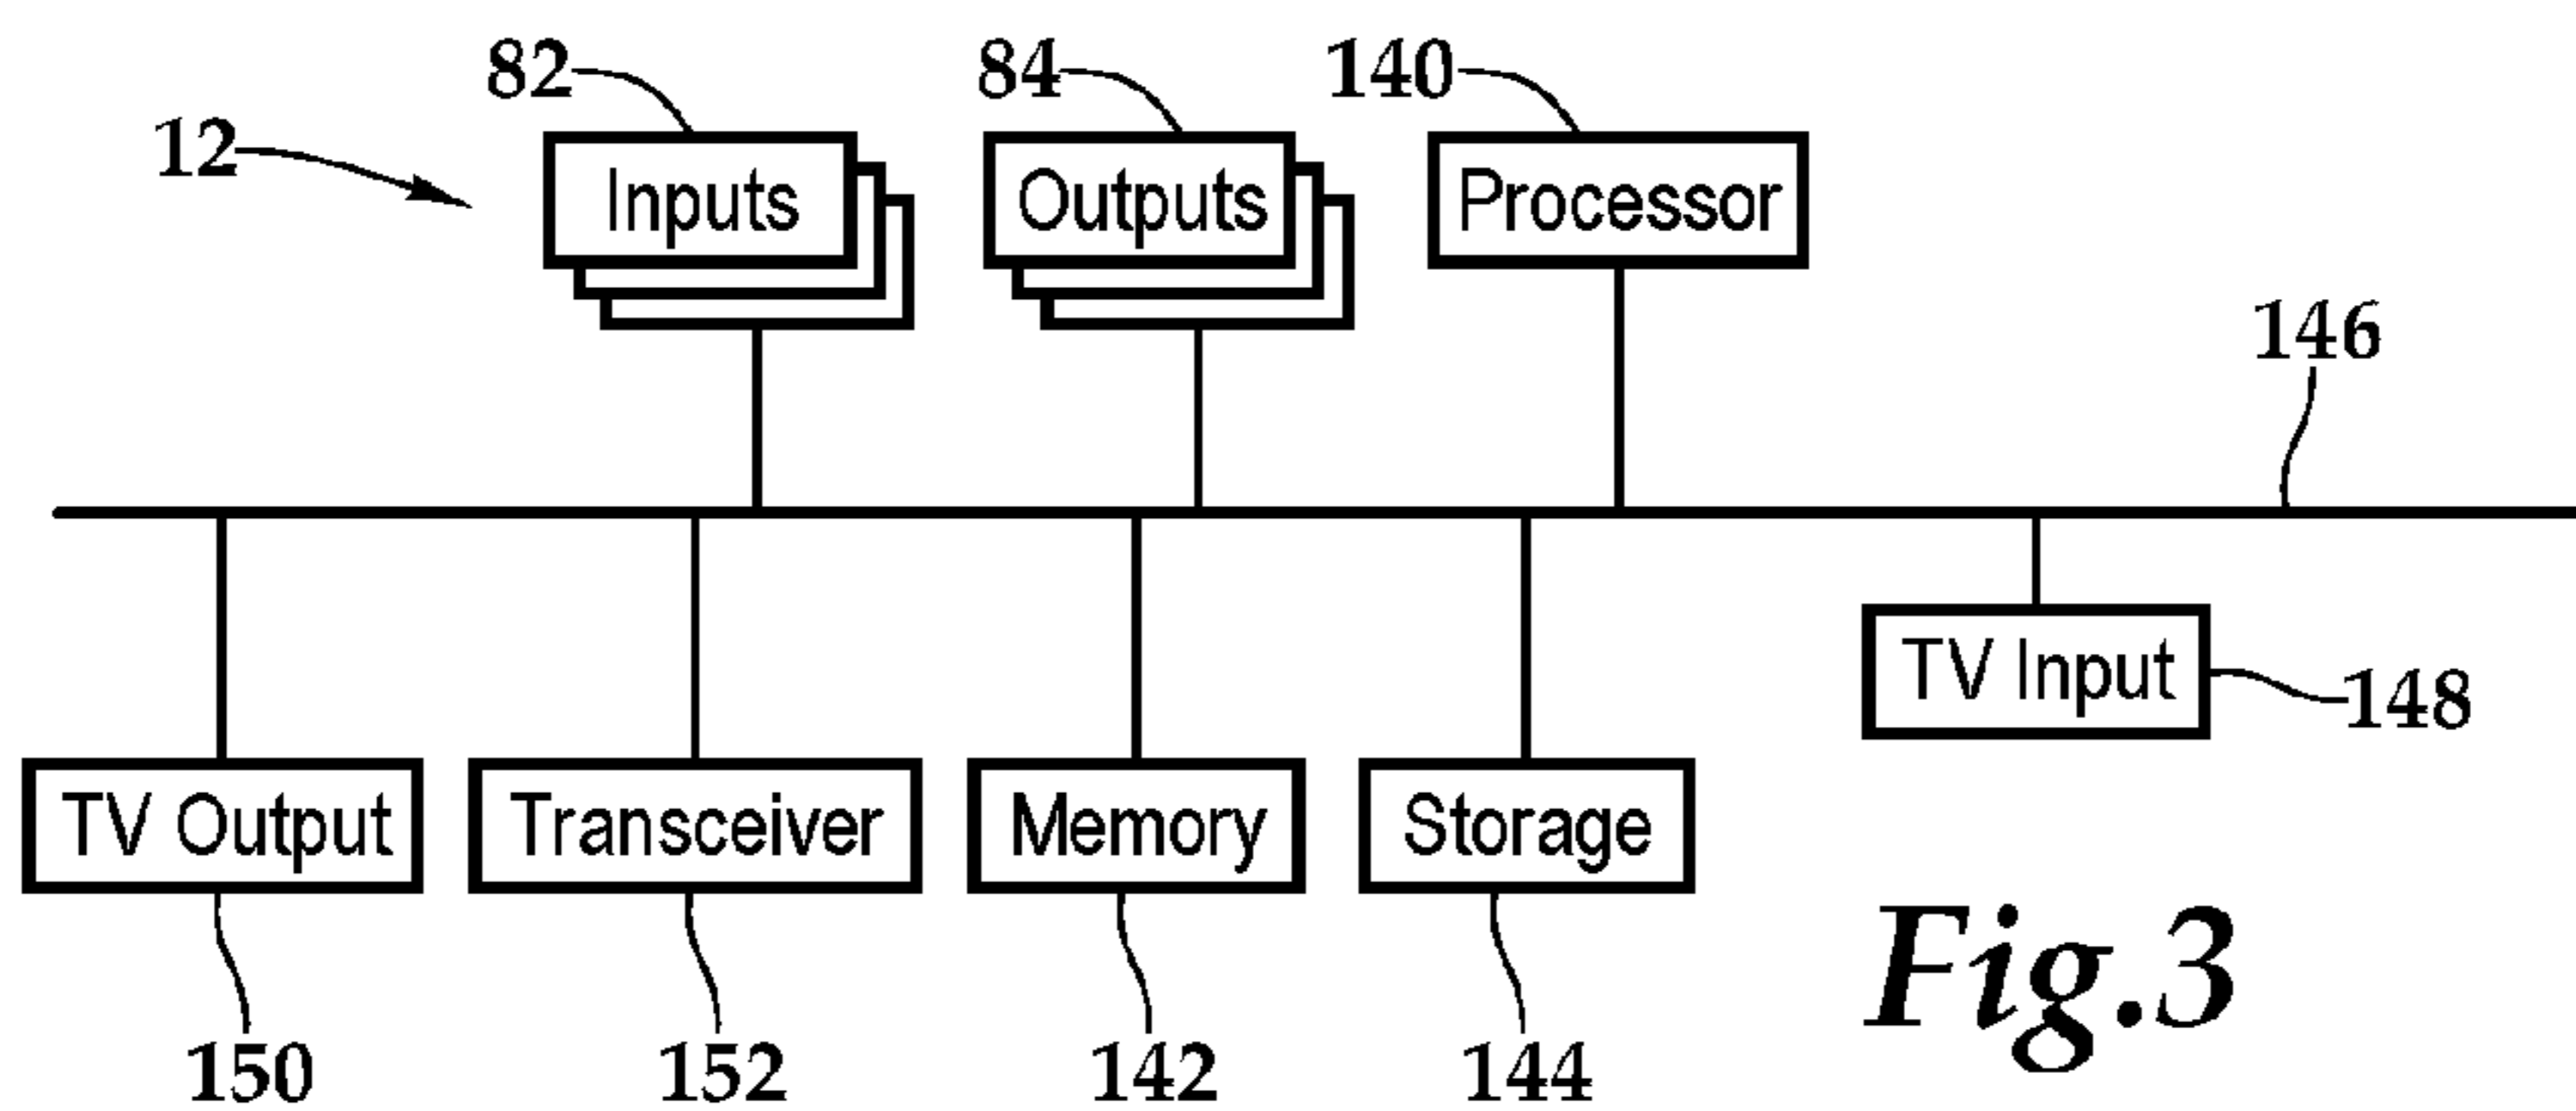 82
84
140
12
Inputs
Outputs
Processor
146
TV Input
148
TV Output
Transceiver
Memory
Storage
150
152
142
144
Fig.3